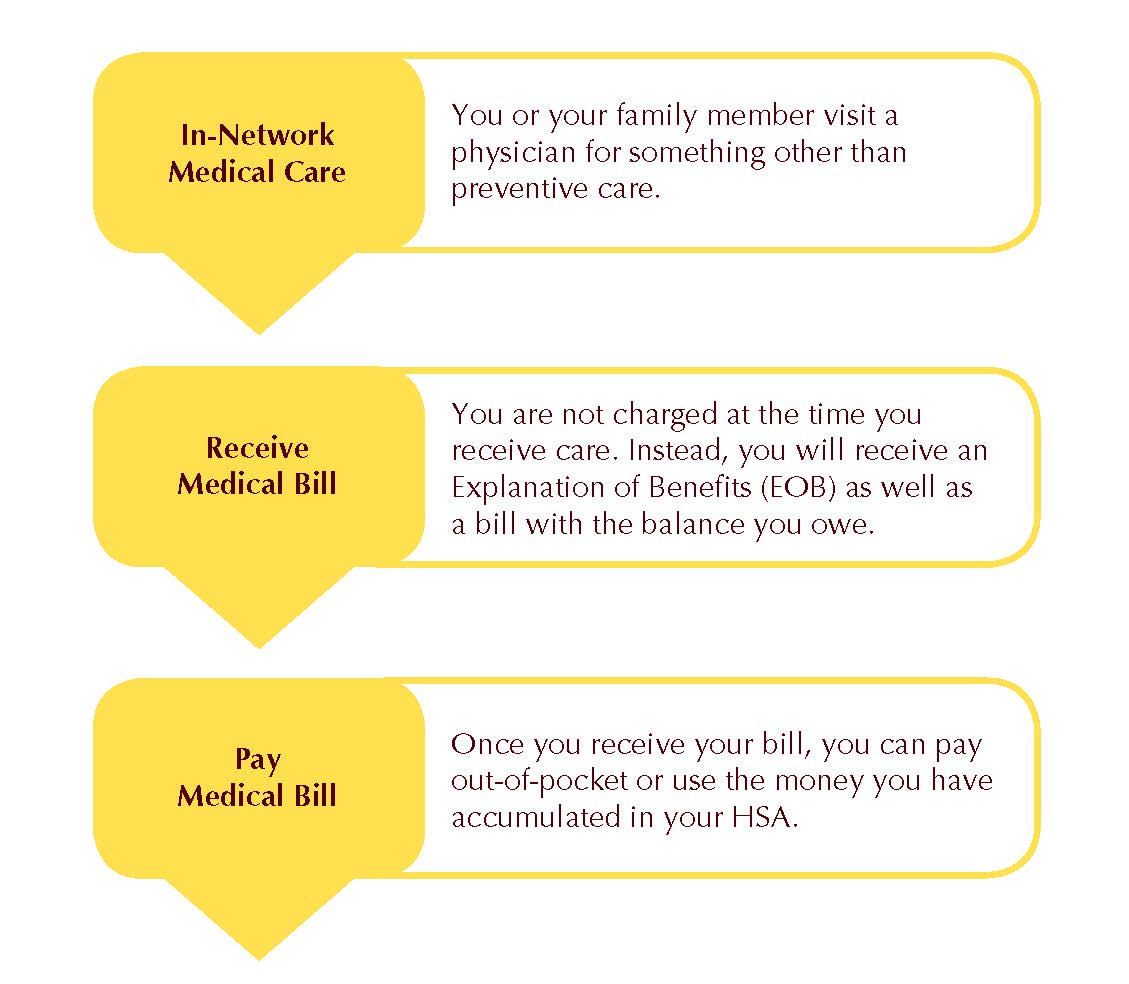 In-Network
Medical Care
You or your family member visit a
physician for something other than
preventive care.
Receive
Medical Bill
You are not charged at the time you
receive care. Instead, you will receive an
Explanation of Benefits (EOB) as well as
a bill with the balance you owe.
Pay
Medical Bill
Once you receive your bill, you can pay
out-of-pocket or use the money you have
accumulated in your HSA.